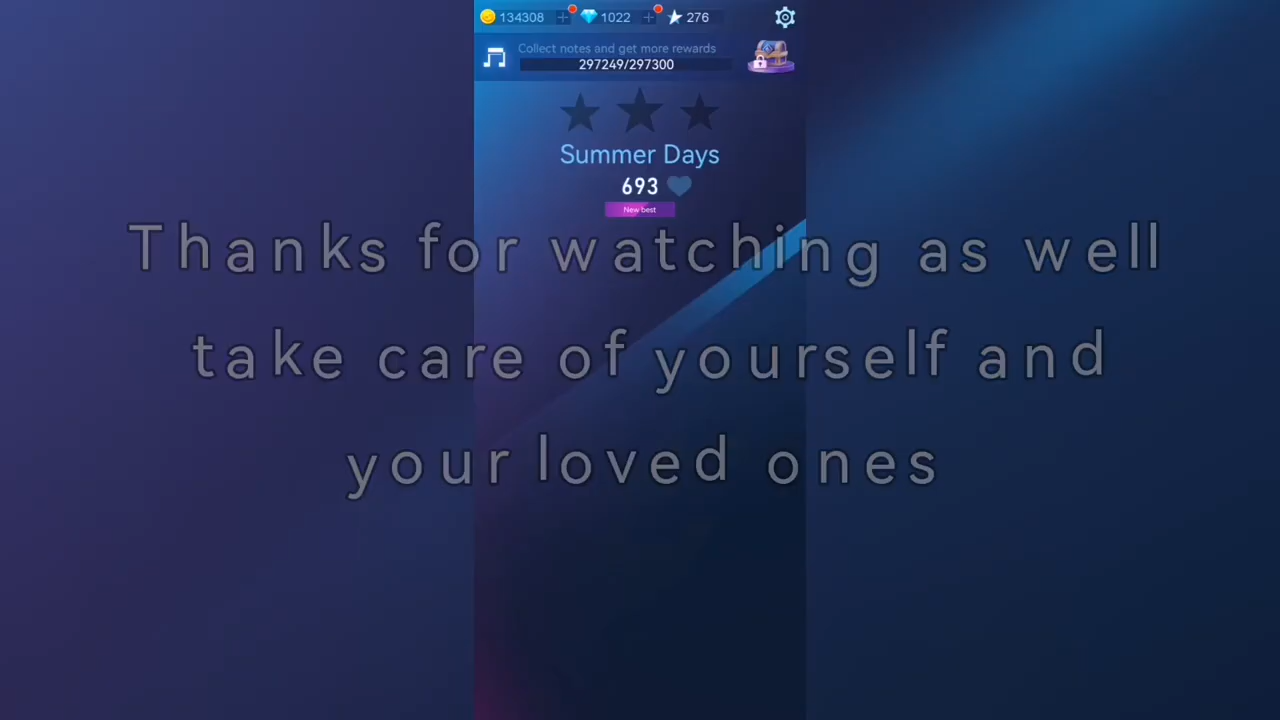 134308 1022 276
Collect notes and get more rewards
297249/297300
Summer Days
693
New best
Thanks for watching as well
take care of yourself and
your loved ones